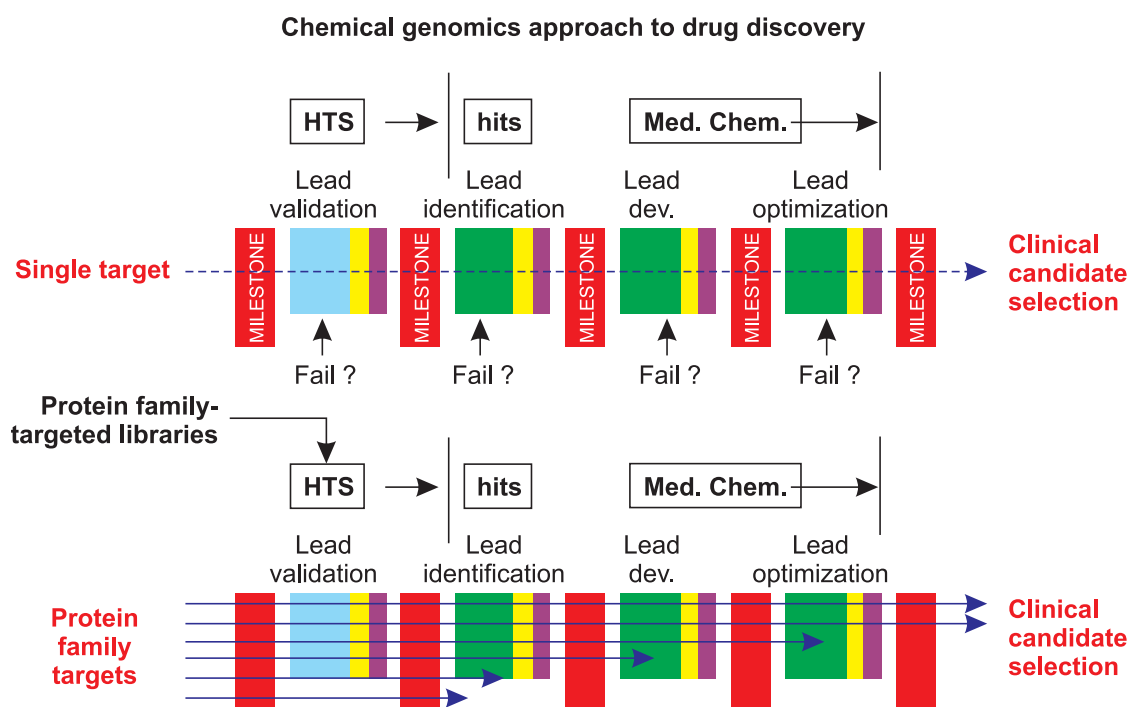 Chemical genomics approach to drug discovery
HTS
hits
Med. Chem.
Lead
validation
Lead
identification
Lead
dev.
Lead
optimization
Single target
MILESTONE
MILESTONE
MILESTONE
MILESTONE
MILESTONE
Clinical
candidate
selection
Fail ?
Fail ?
Fail ?
Fail ?
Protein family-
targeted libraries
HTS
hits
Med. Chem.
Lead
validation
Lead
identification
Lead
dev.
Lead
optimization
Protein
family
targets
Clinical
candidate
selection